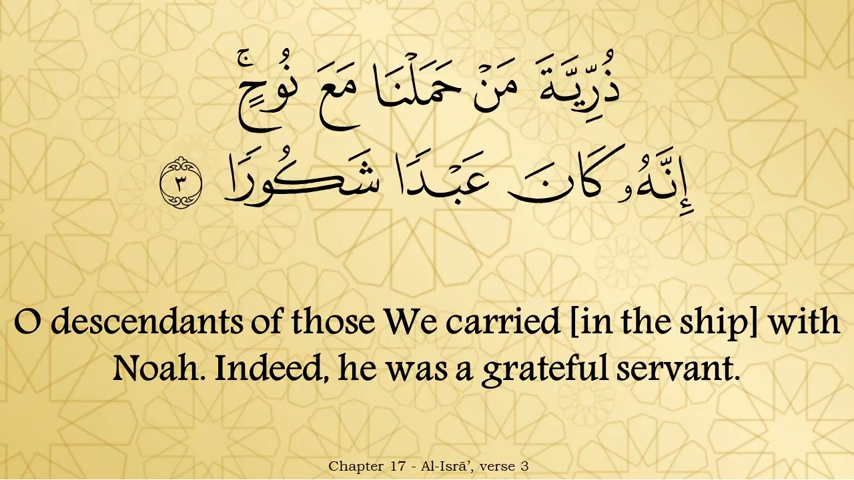 ذُرِّيَّةَ مَنْ حَمَلْنَا مَعَ نُوحٍۚ
إِنَّهُۥ كَانَ عَبْدًا شَكُورًا ٣
O descendants of those We carried [in the ship] with
Noah. Indeed, he was a grateful servant.
Chapter 17 - Al-Isrā’, verse 3